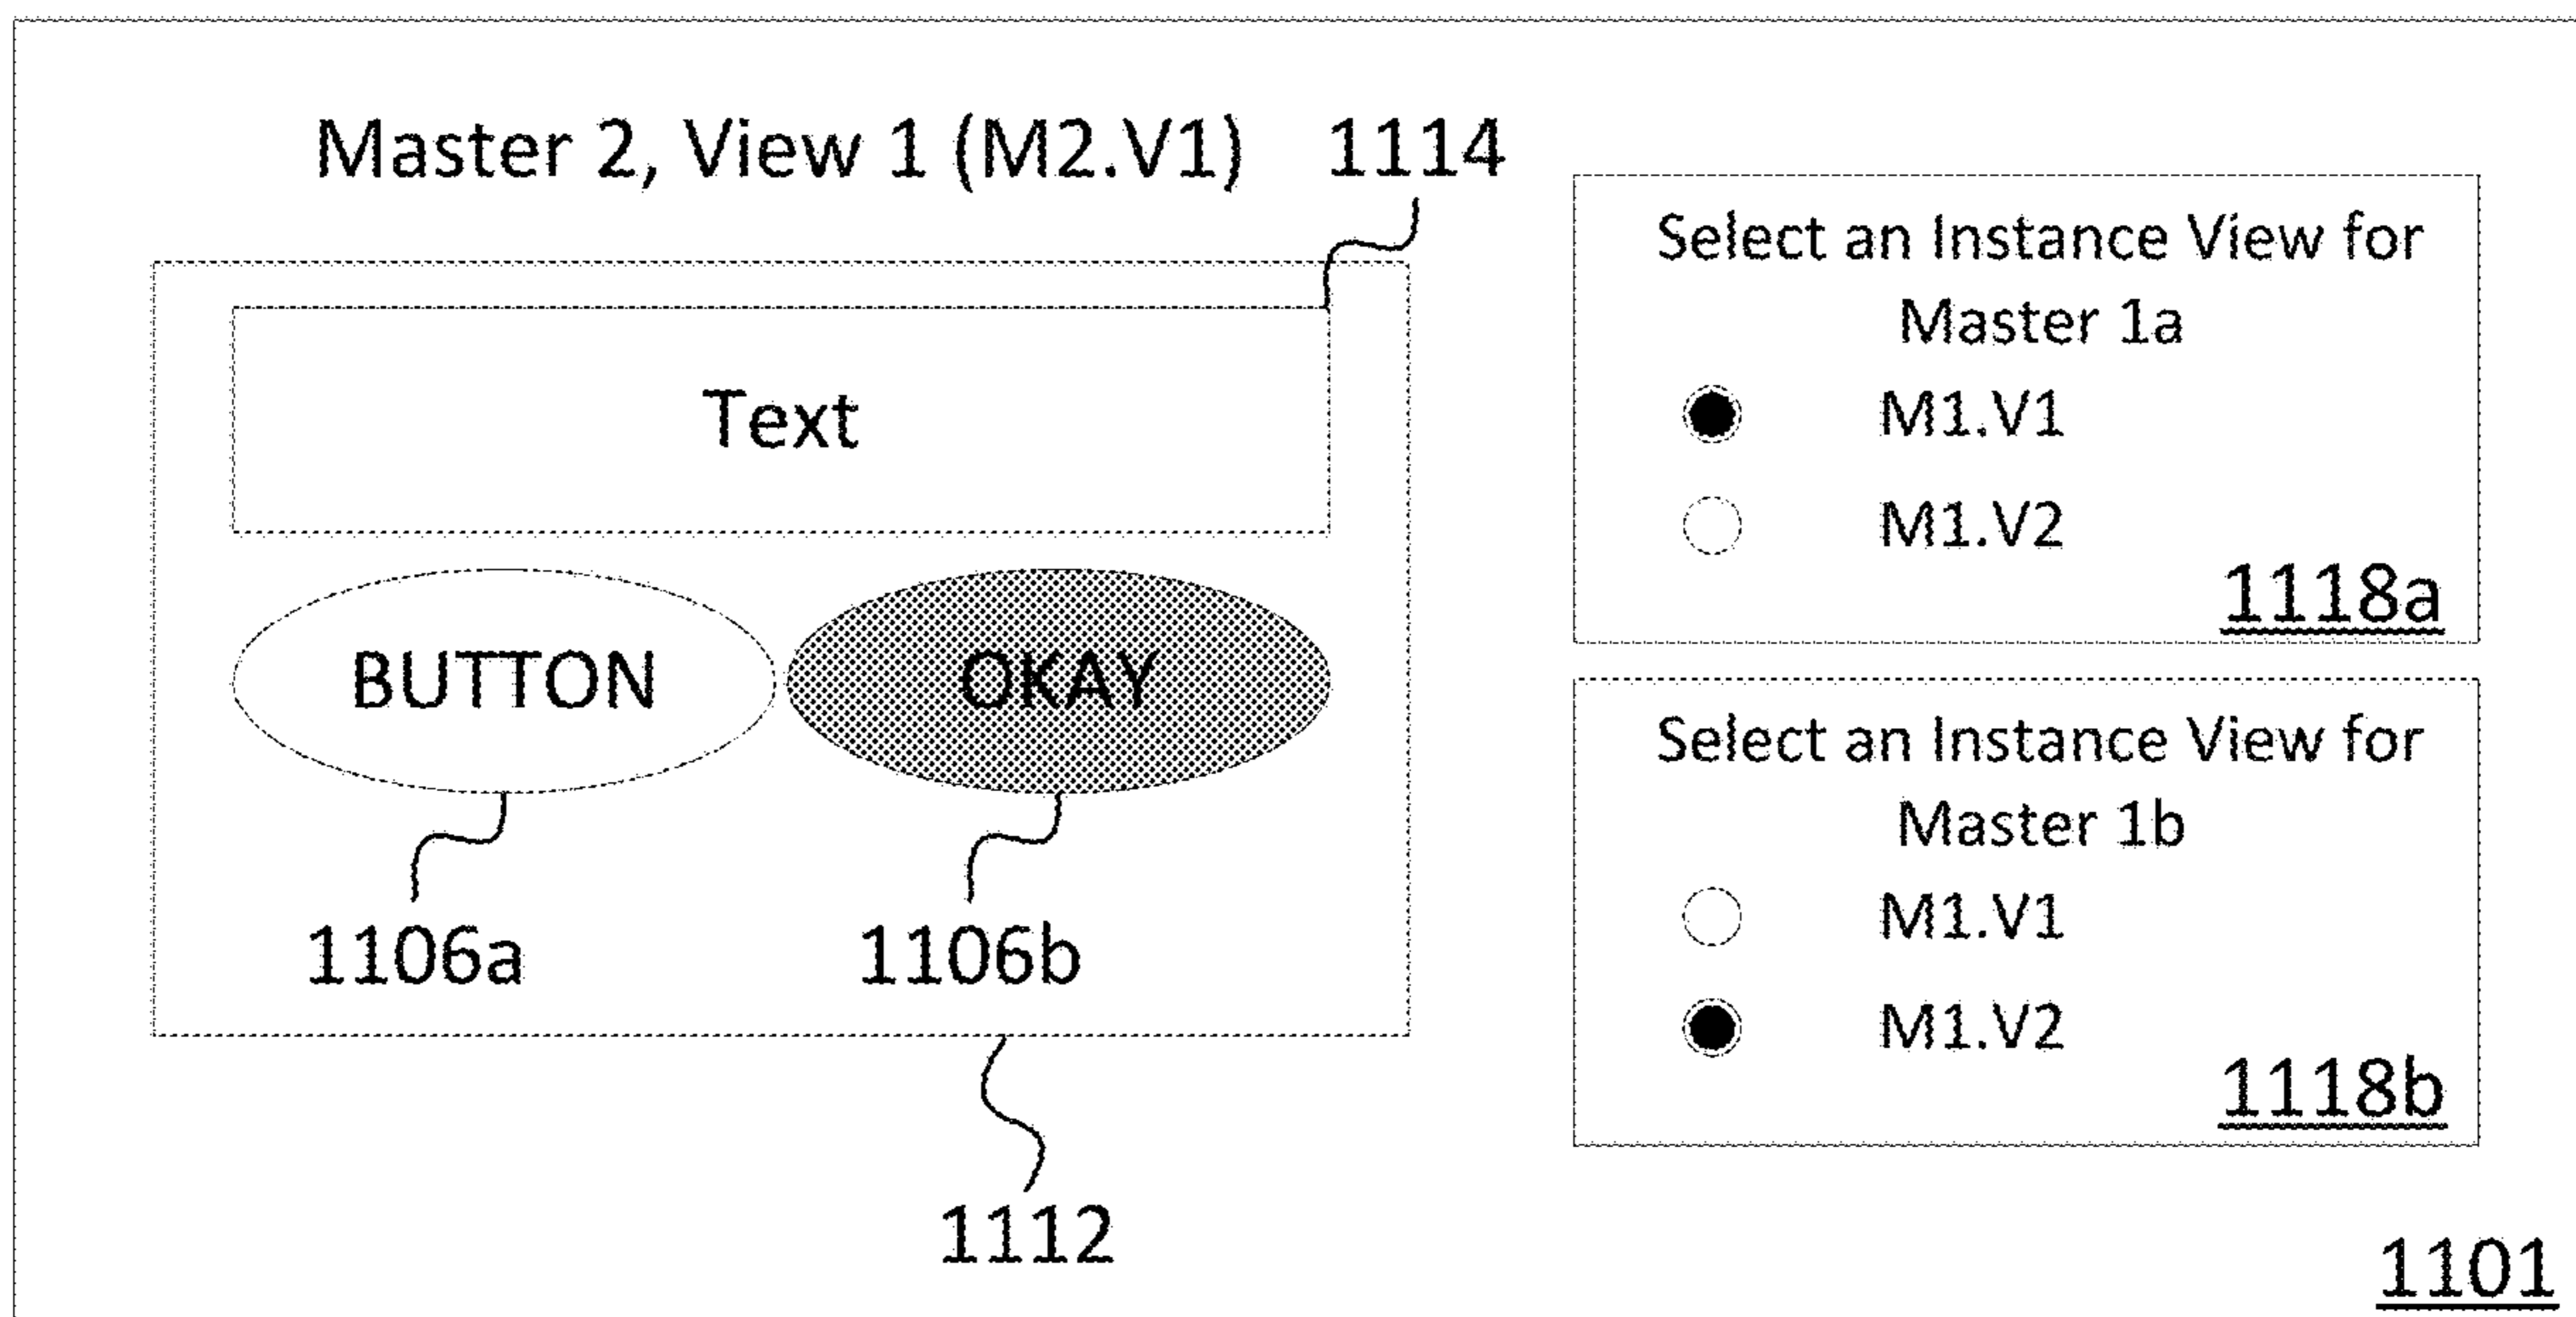 Master 2, View 1 (M2.V1)
1114
Text
BUTTON
OKAY
1106a
1106b
1112
Select an Instance View for
Master 1a
M1.V1
M1.V2
1118a
Select an Instance View for
Master 1b
M1.V1
M1.V2
1118b
1101